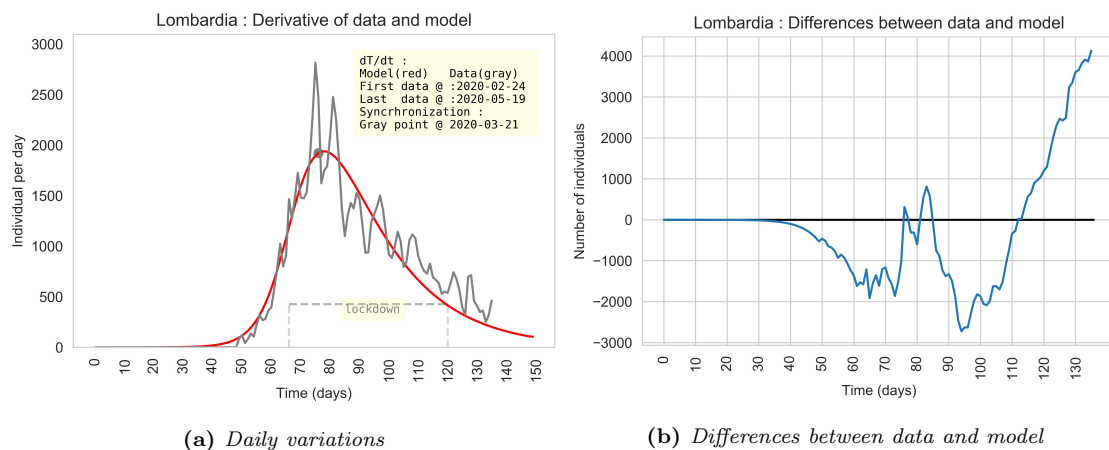 Lombardia : Derivative of data and model
3000
2500
2000
1500
1000
500
0
Individual per day
dT/dt :
Model(red)   Data(gray)
First data @ :2020-02-24
Last  data @ :2020-05-19
Syncrhronization :
Gray point @ 2020-03-21
lockdown
0 10 20 30 40 50 60 70 80 90 100 110 120 130 140 150
Time (days)
(a) Daily variations
Lombardia : Differences between data and model
4000
3000
2000
1000
0
−1000
−2000
−3000
Number of individuals
0 10 20 30 40 50 60 70 80 90 100 110 120 130
Time (days)
(b) Differences between data and model